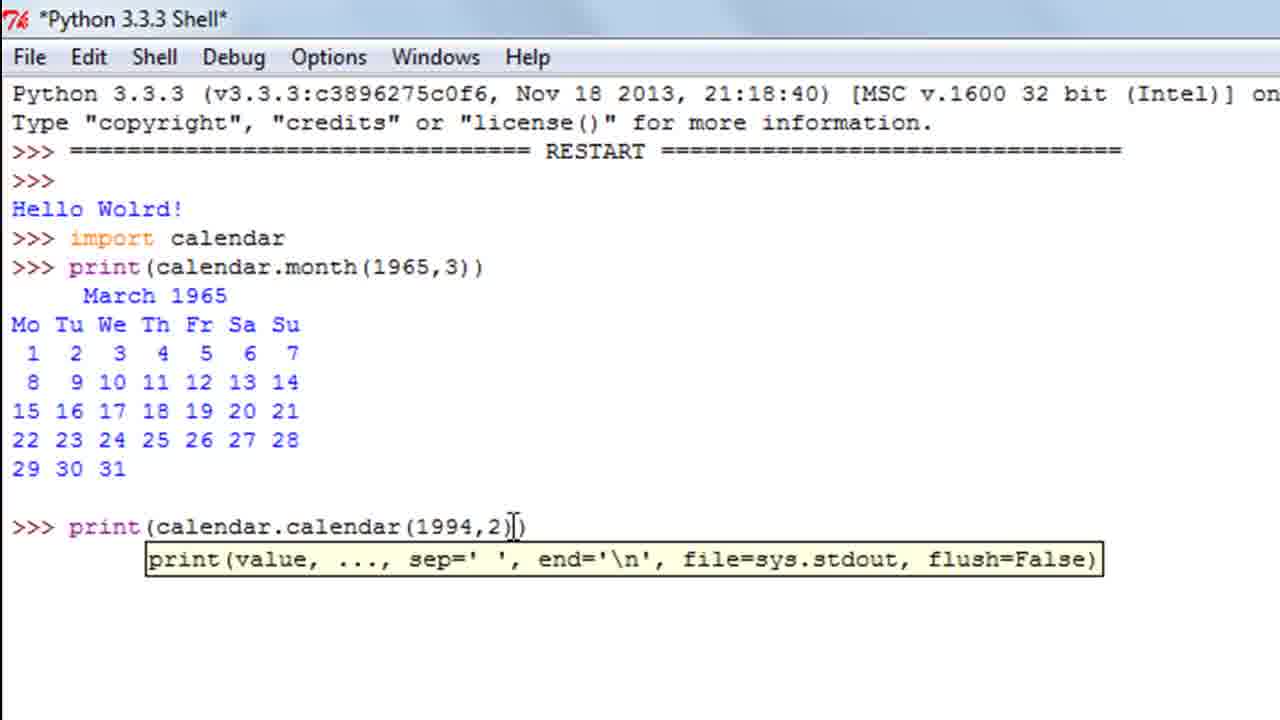 *Python 3.3.3 Shell*
File Edit Shell Debug Options Windows Help
Python 3.3.3 (v3.3.3:c3896275c0f6, Nov 18 2013, 21:18:40) [MSC v.1600 32 bit (Intel)] on
Type "copyright", "credits" or "license()" for more information.
>>> ================================ RESTART ================================
>>>
Hello Wolrd!
>>> import calendar
>>> print(calendar.month(1965,3))
     March 1965
Mo Tu We Th Fr Sa Su
 1  2  3  4  5  6  7
 8  9 10 11 12 13 14
15 16 17 18 19 20 21
22 23 24 25 26 27 28
29 30 31
>>> print(calendar.calendar(1994,2))
print(value, ..., sep=' ', end='\n', file=sys.stdout, flush=False)